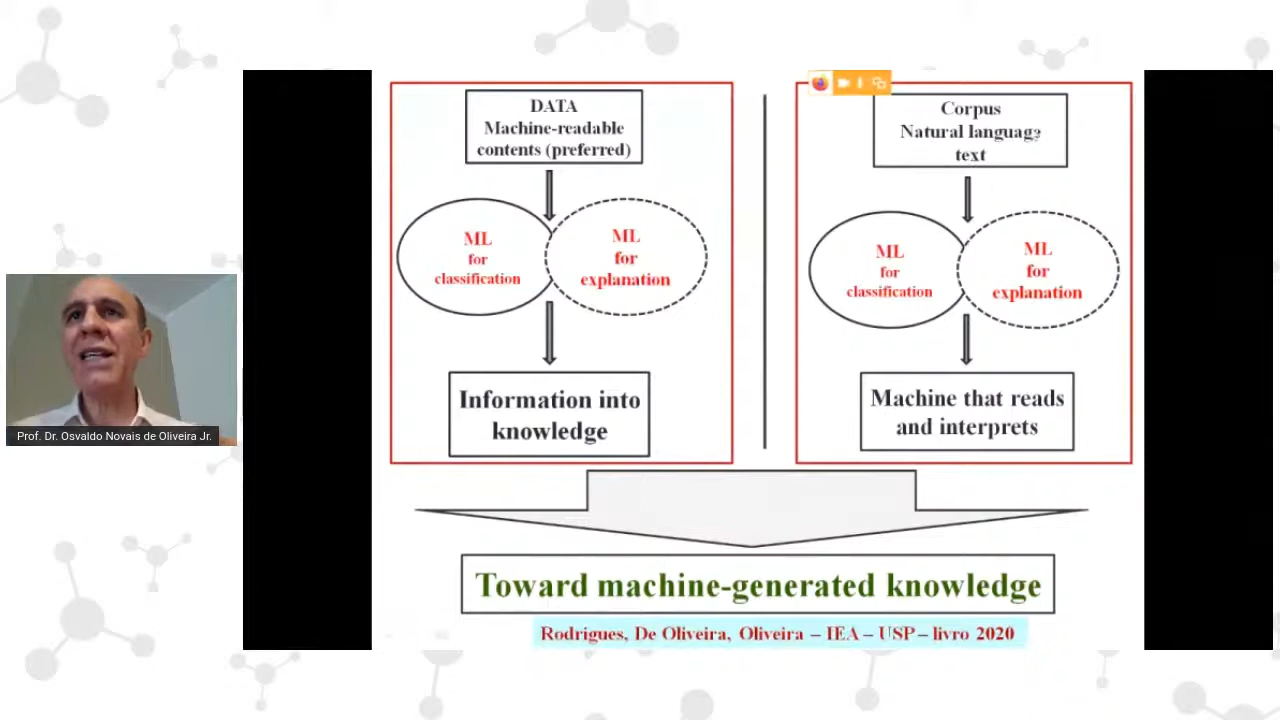 DATA
Machine-readable
contents (preferred)
ML
for
classification
ML
for
explanation
Information into
knowledge
Corpus
Natural language
text
ML
for
classification
ML
for
explanation
Machine that reads
and interprets
Toward machine-generated knowledge
Rodrigues, De Oliveira, Oliveira – IEA – USP – livro 2020
Prof. Dr. Osvaldo Novais de Oliveira Jr.